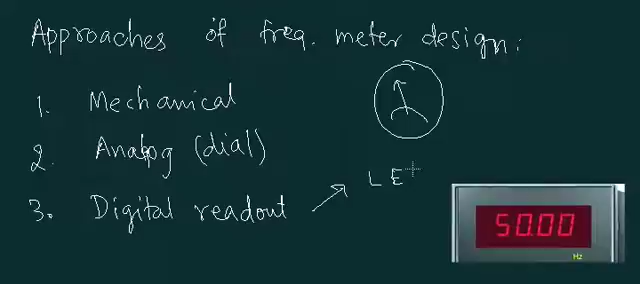 Approaches of freq. meter design:
1. Mechanical
2. Analog (dial)
3. Digital readout
LE
50.00
Hz